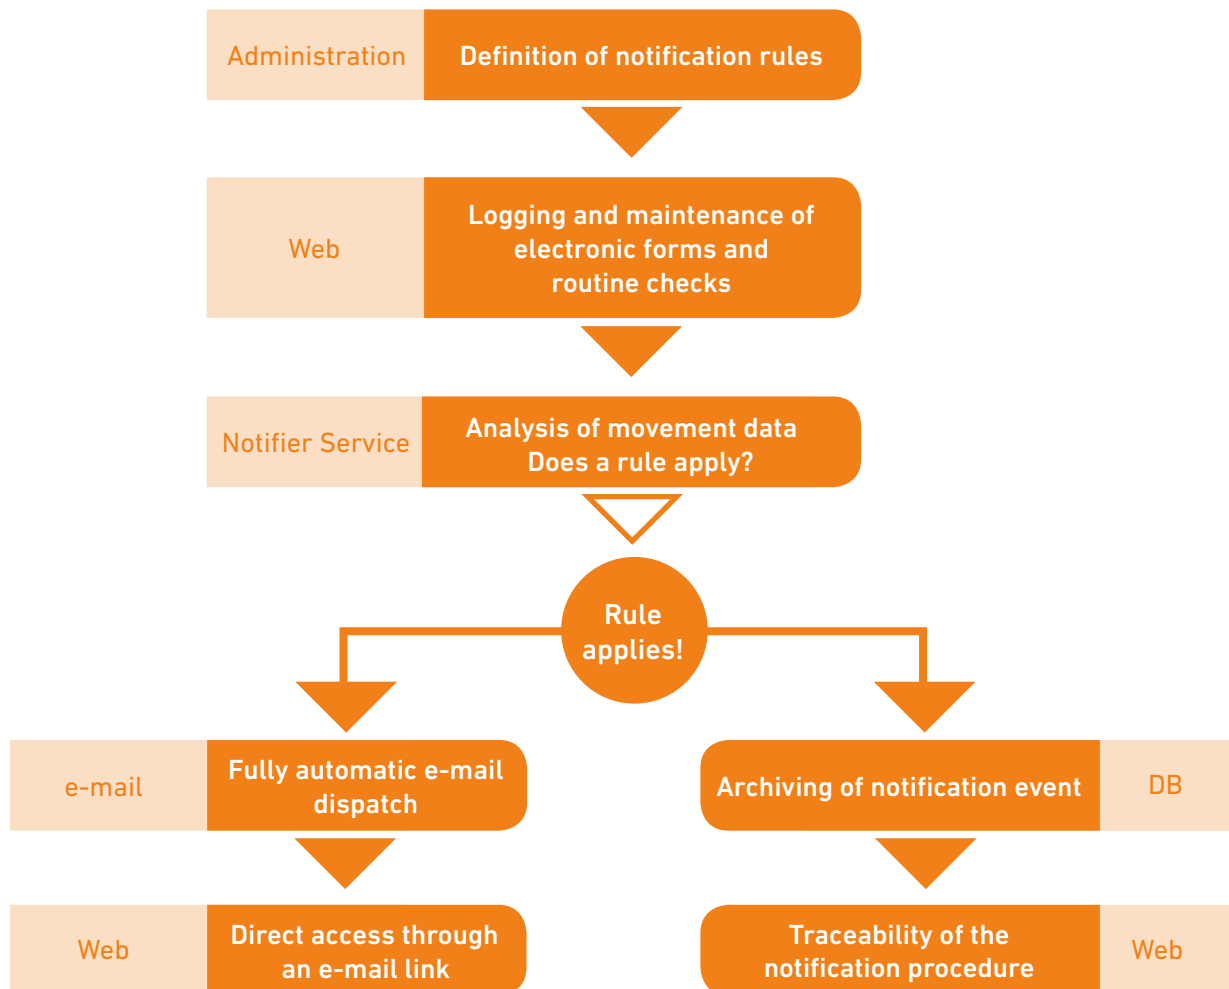 Administration
Definition of notification rules
Web
Logging and maintenance of
electronic forms and
routine checks
Notifier Service
Analysis of movement data
Does a rule apply?
Rule
applies!
e-mail
Fully automatic e-mail
dispatch
Archiving of notification event
DB
Web
Direct access through
an e-mail link
Traceability of the
notification procedure
Web